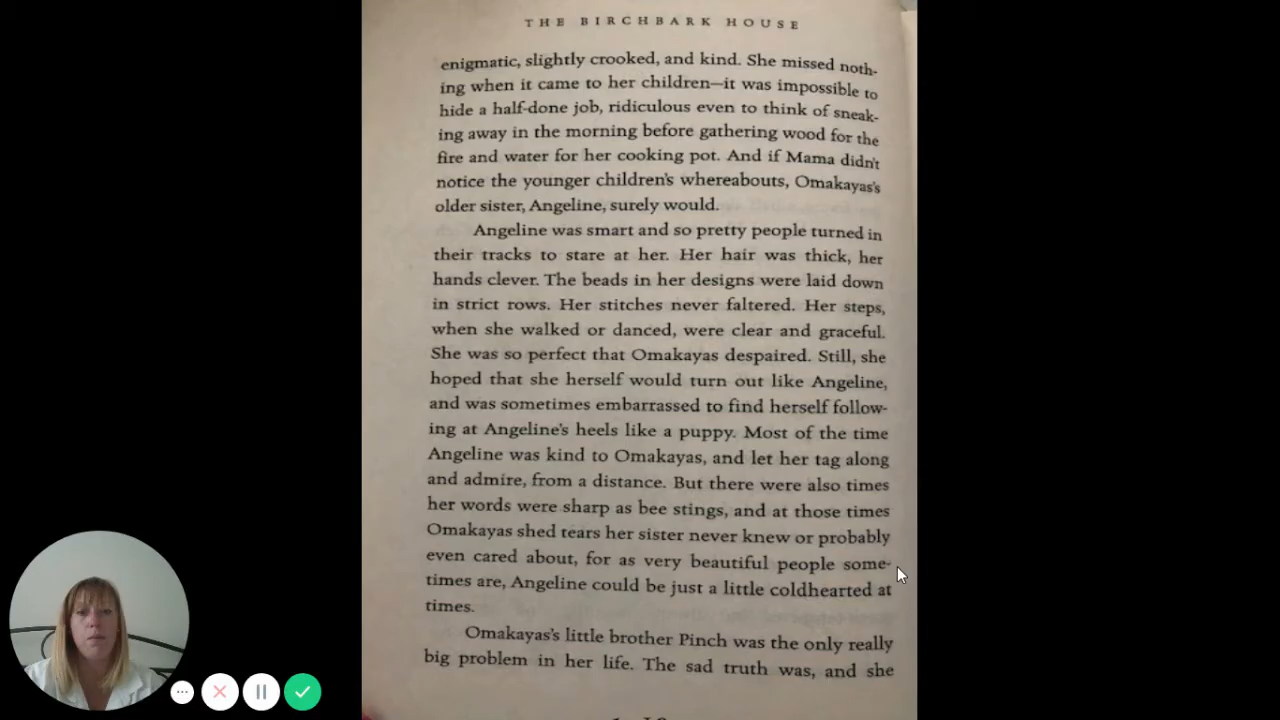 THE BIRCHBARK HOUSE
enigmatic, slightly crooked, and kind. She missed noth-
ing when it came to her children—it was impossible to
hide a half-done job, ridiculous even to think of sneak-
ing away in the morning before gathering wood for the
fire and water for her cooking pot. And if Mama didn't
notice the younger children's whereabouts, Omakayas's
older sister, Angeline, surely would.
Angeline was smart and so pretty people turned in
their tracks to stare at her. Her hair was thick, her
hands clever. The beads in her designs were laid down
in strict rows. Her stitches never faltered. Her steps,
when she walked or danced, were clear and graceful.
She was so perfect that Omakayas despaired. Still, she
hoped that she herself would turn out like Angeline,
and was sometimes embarrassed to find herself follow-
ing at Angeline's heels like a puppy. Most of the time
Angeline was kind to Omakayas, and let her tag along
and admire, from a distance. But there were also times
her words were sharp as bee stings, and at those times
Omakayas shed tears her sister never knew or probably
even cared about, for as very beautiful people some-
times are, Angeline could be just a little coldhearted at
times.
Omakayas's little brother Pinch was the only really
big problem in her life. The sad truth was, and she